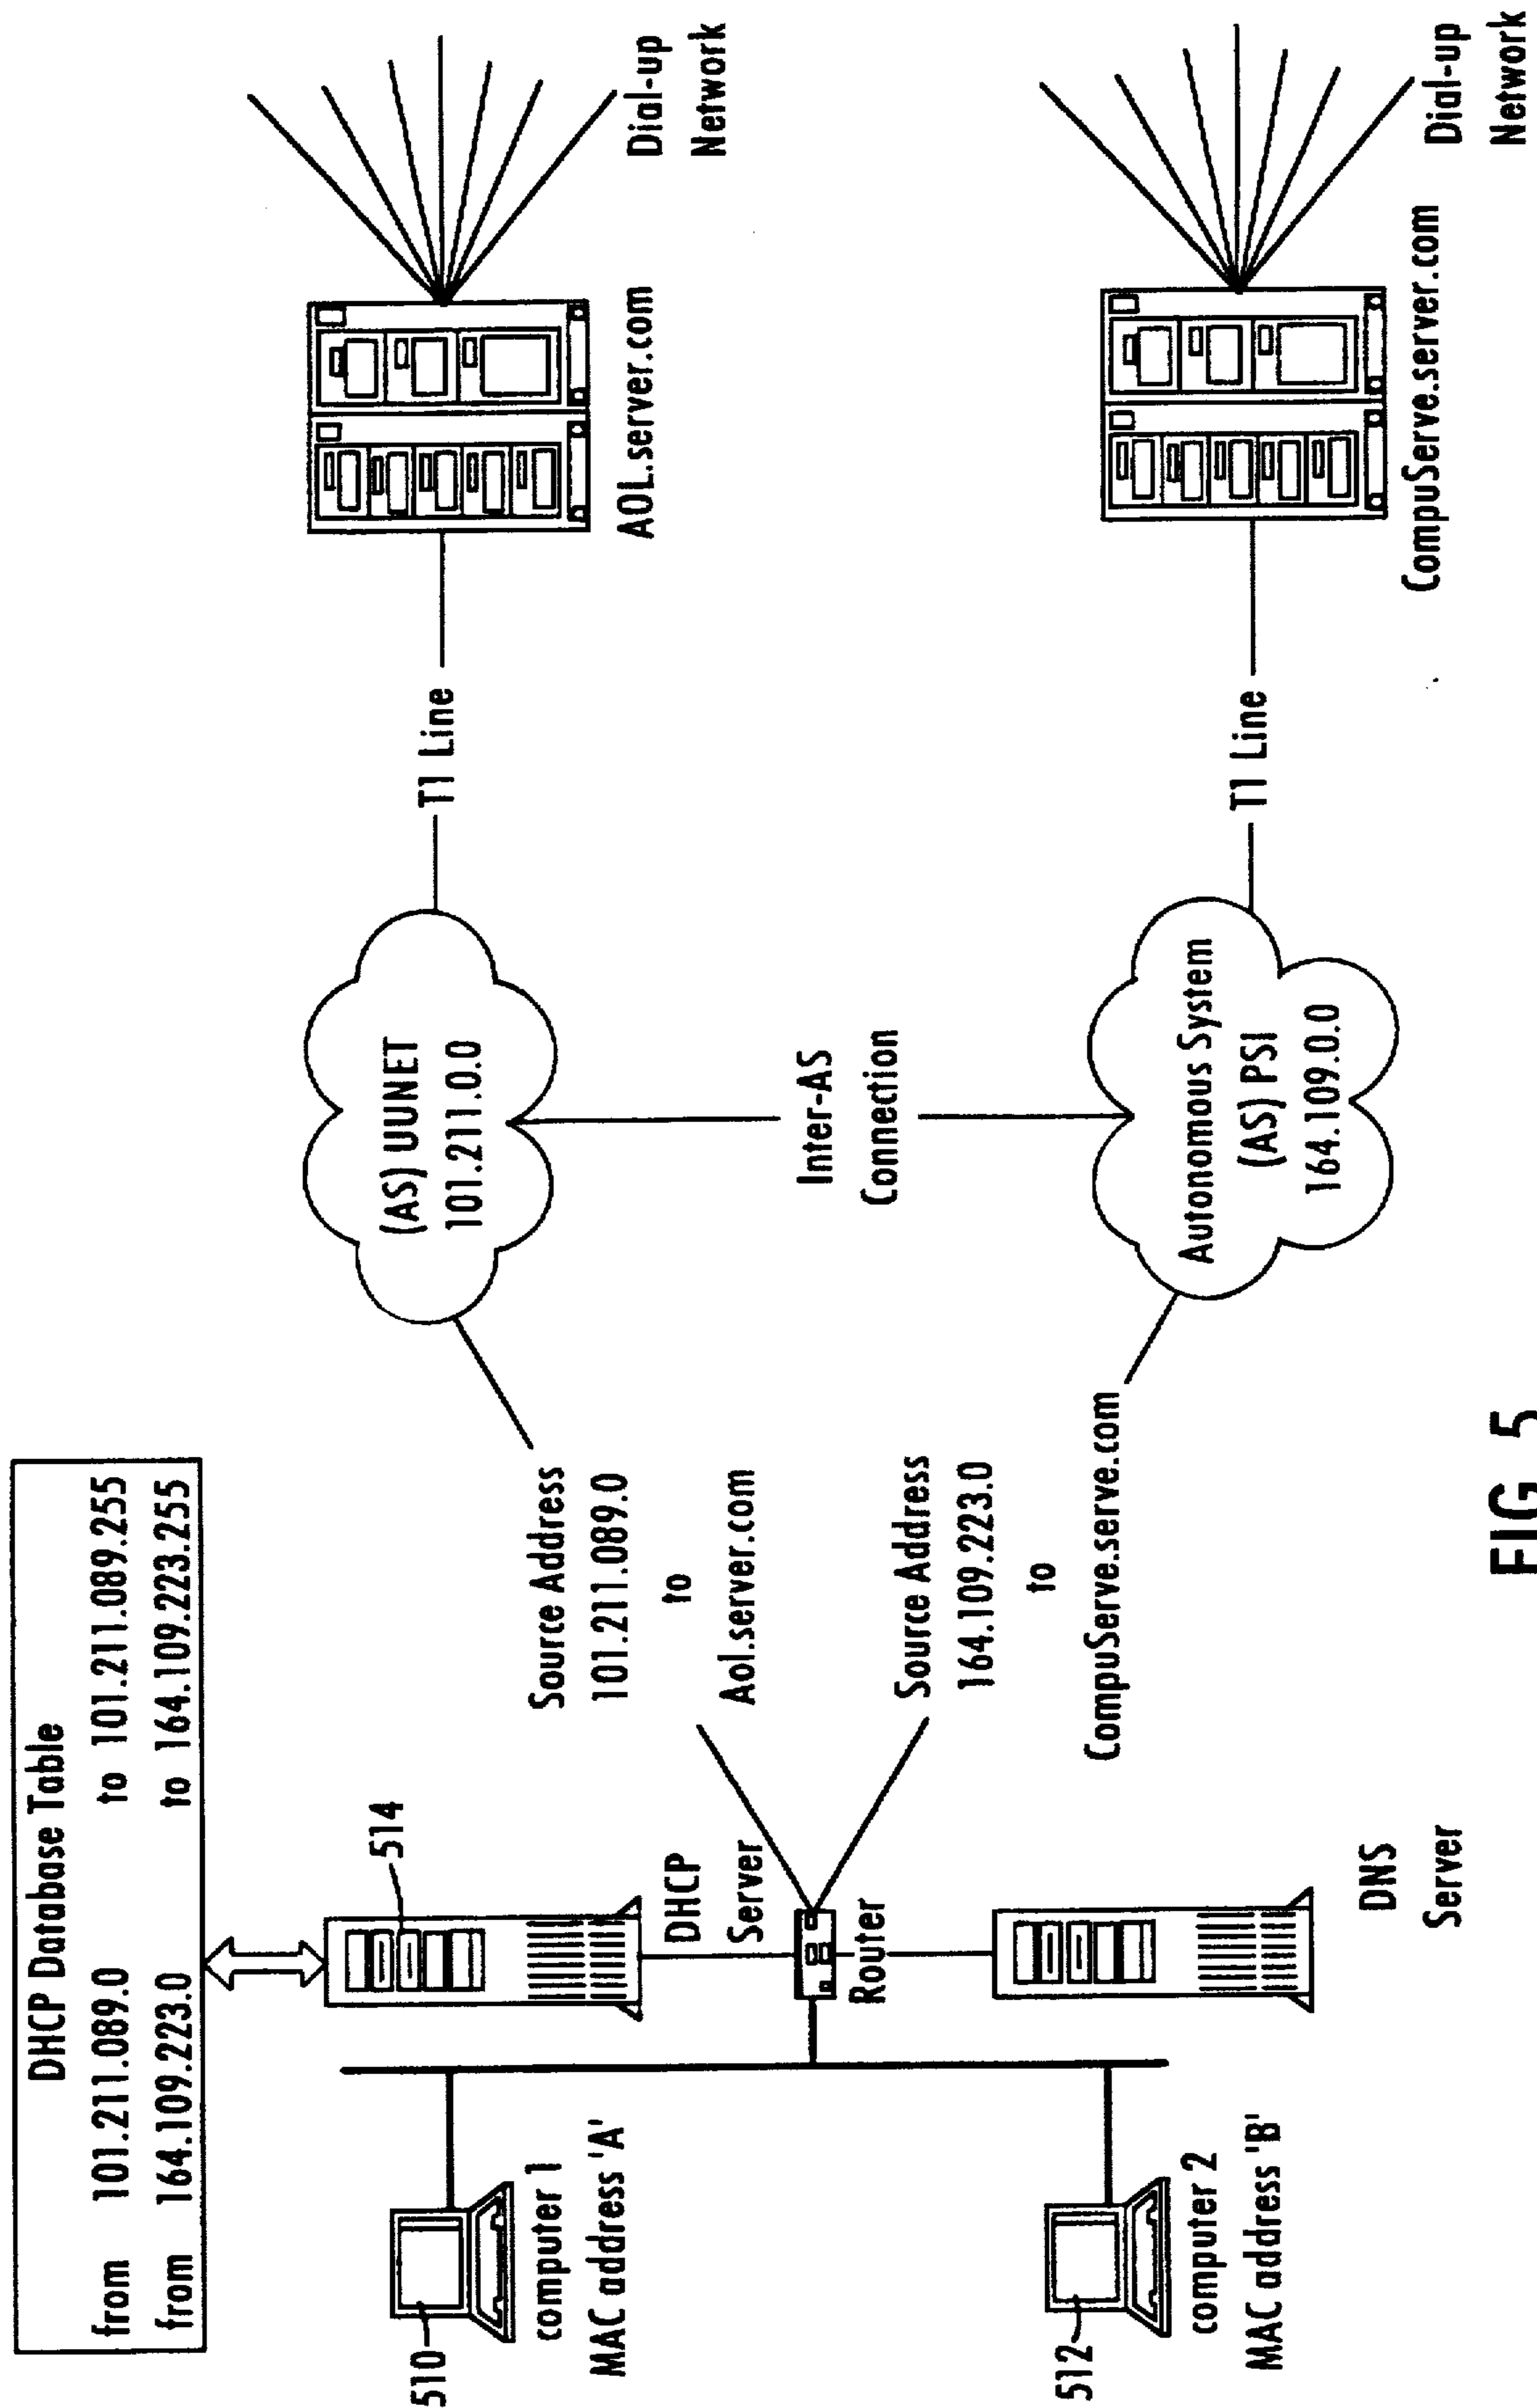 DHCP Database Table
from 101.211.089.0 to 101.211.089.255
from 164.109.223.0 to 164.109.223.255
514
510
computer 1
MAC address 'A'
DHCP
Server
Router
512
computer 2
MAC address 'B'
DNS
Server
Source Address
101.211.089.0
to
Aol.server.com
Source Address
164.109.223.0
to
CompuServe.serve.com
(AS) UUNET
101.211.0.0
Inter-AS
Connection
Autonomous System
(AS) PSI
164.109.0.0
T1 Line
T1 Line
AOL.server.com
Dial-up
Network
CompuServe.server.com
Dial-up
Network
FIG. 5